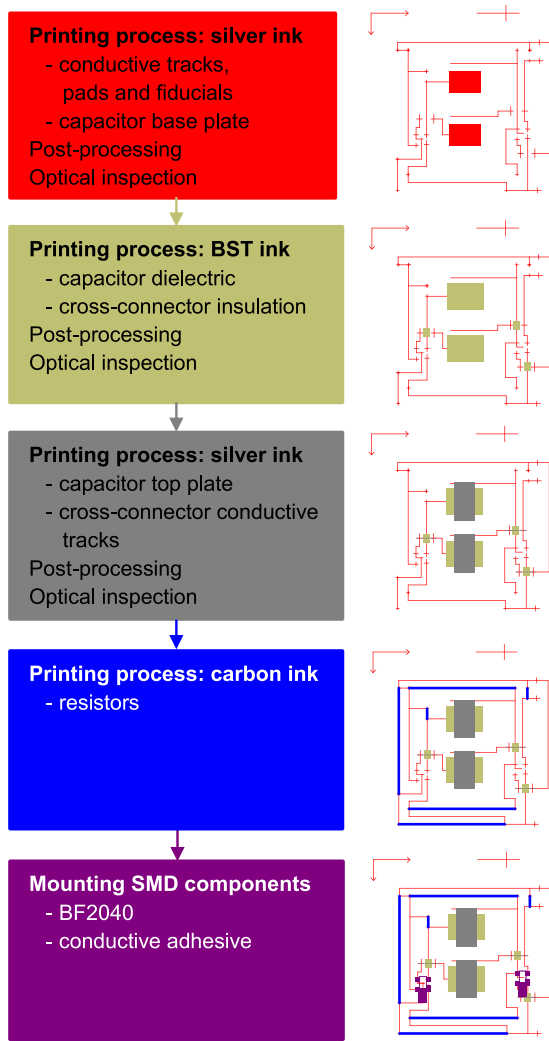 Printing process: silver ink
- conductive tracks,
pads and fiducials
- capacitor base plate
Post-processing
Optical inspection
Printing process: BST ink
- capacitor dielectric
- cross-connector insulation
Post-processing
Optical inspection
Printing process: silver ink
- capacitor top plate
- cross-connector conductive
tracks
Post-processing
Optical inspection
Printing process: carbon ink
- resistors
Mounting SMD components
- BF2040
- conductive adhesive